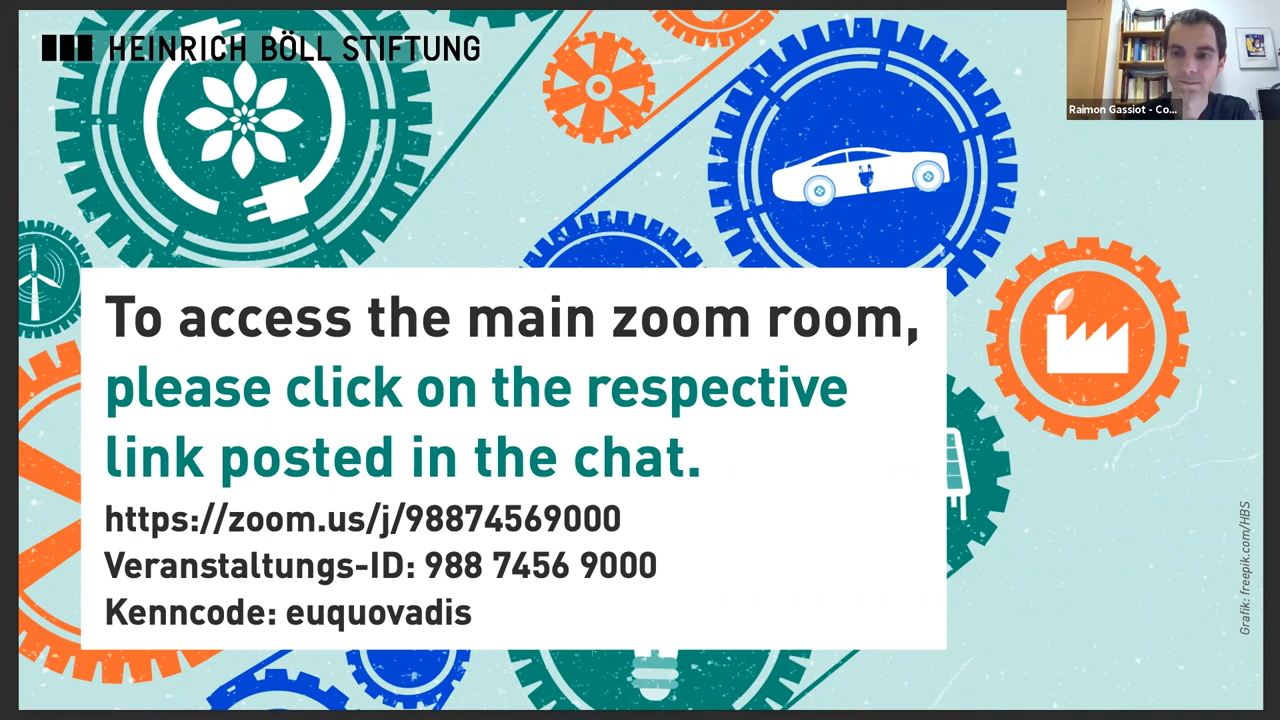 HEINRICH BÖLL STIFTUNG
Raimon Gassiot - Co...
To access the main zoom room,
please click on the respective
link posted in the chat.
https://zoom.us/j/98874569000
Veranstaltungs-ID: 988 7456 9000
Kenncode: euquovadis
Grafik: freepik.com/HBS